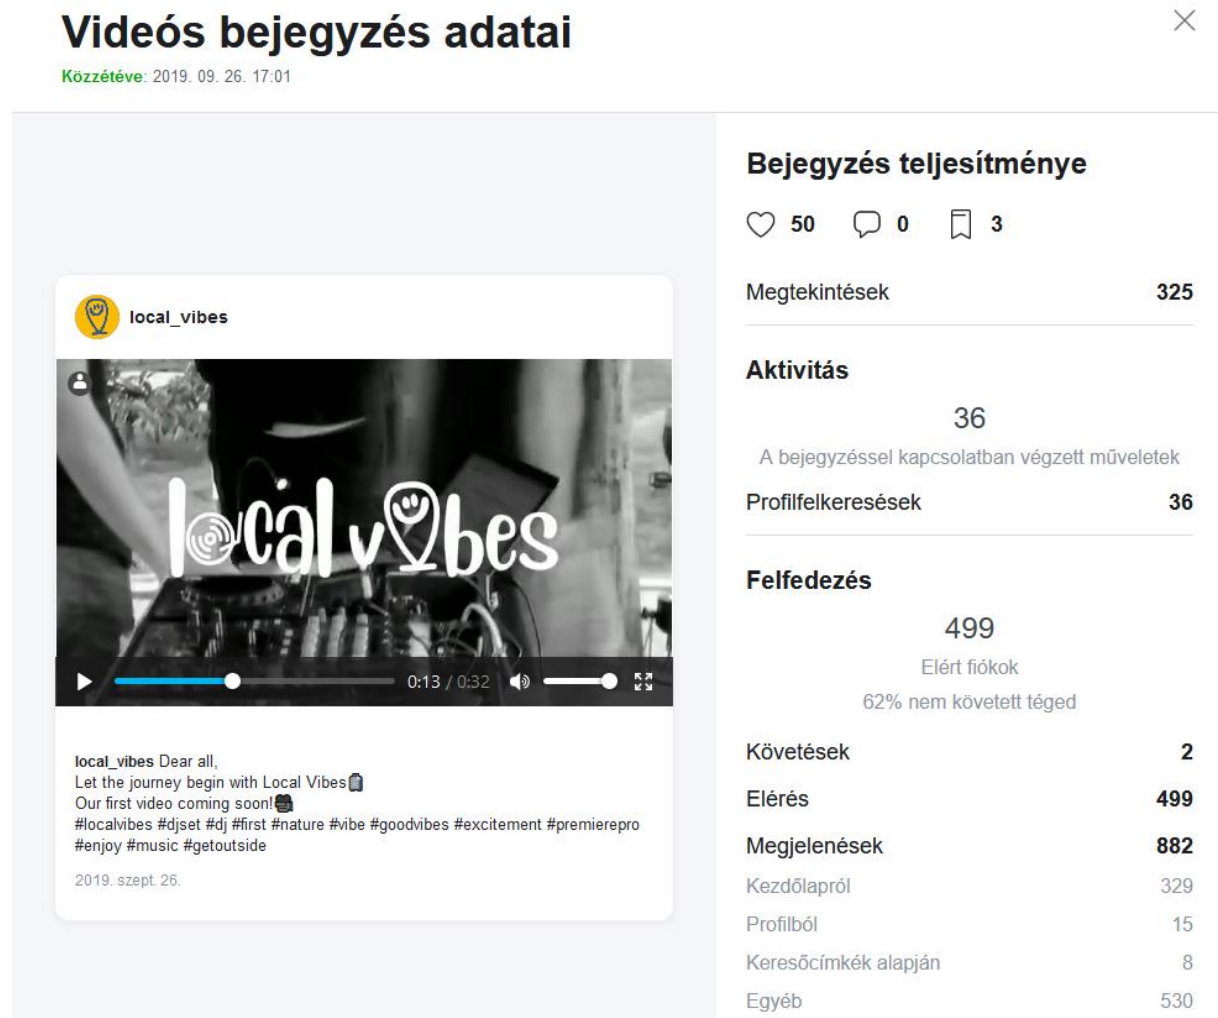 Videós bejegyzés adatai
Közzétéve: 2019. 09. 26. 17:01
local_vibes
local vibes
0:13 / 0:32
local_vibes Dear all,
Let the journey begin with Local Vibes
Our first video coming soon!
#localvibes #djset #dj #first #nature #vibe #goodvibes #excitement #premierepro
#enjoy #music #getoutside
2019. szept. 26.
Bejegyzés teljesítménye
50 0 3
Megtekintések 325
Aktivitás
36
A bejegyzéssel kapcsolatban végzett műveletek
Profilfelkeresések 36
Felfedezés
499
Elért fiókok
62% nem követett téged
Követések 2
Elérés 499
Megjelenések 882
Kezdőlapról 329
Profilból 15
Keresőcímkék alapján 8
Egyéb 530